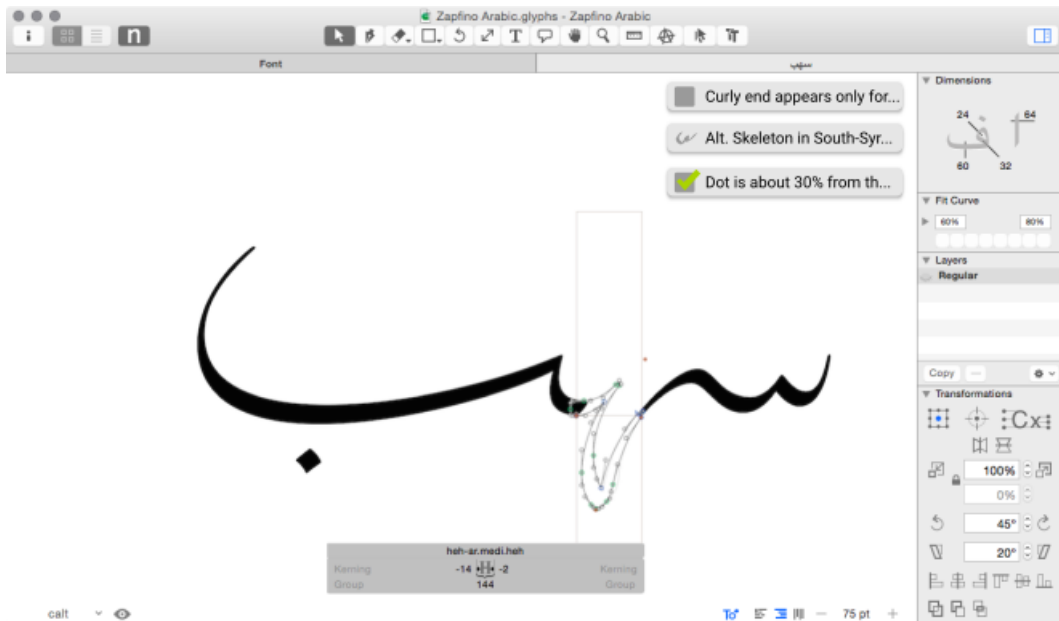 Zapfino Arabic.glyphs - Zapfino Arabic
Font
سهب
Curly end appears only for...
Alt. Skeleton in South-Syr...
Dot is about 30% from th...
سهب
heh-ar.medi.heh
Kerning -14 H -2 Kerning
Group 144 Group
calt
75 pt
Dimensions
24 64
60 32
Fit Curve
60% 80%
Layers
Regular
Copy
Transformations
100%
0%
45°
20°